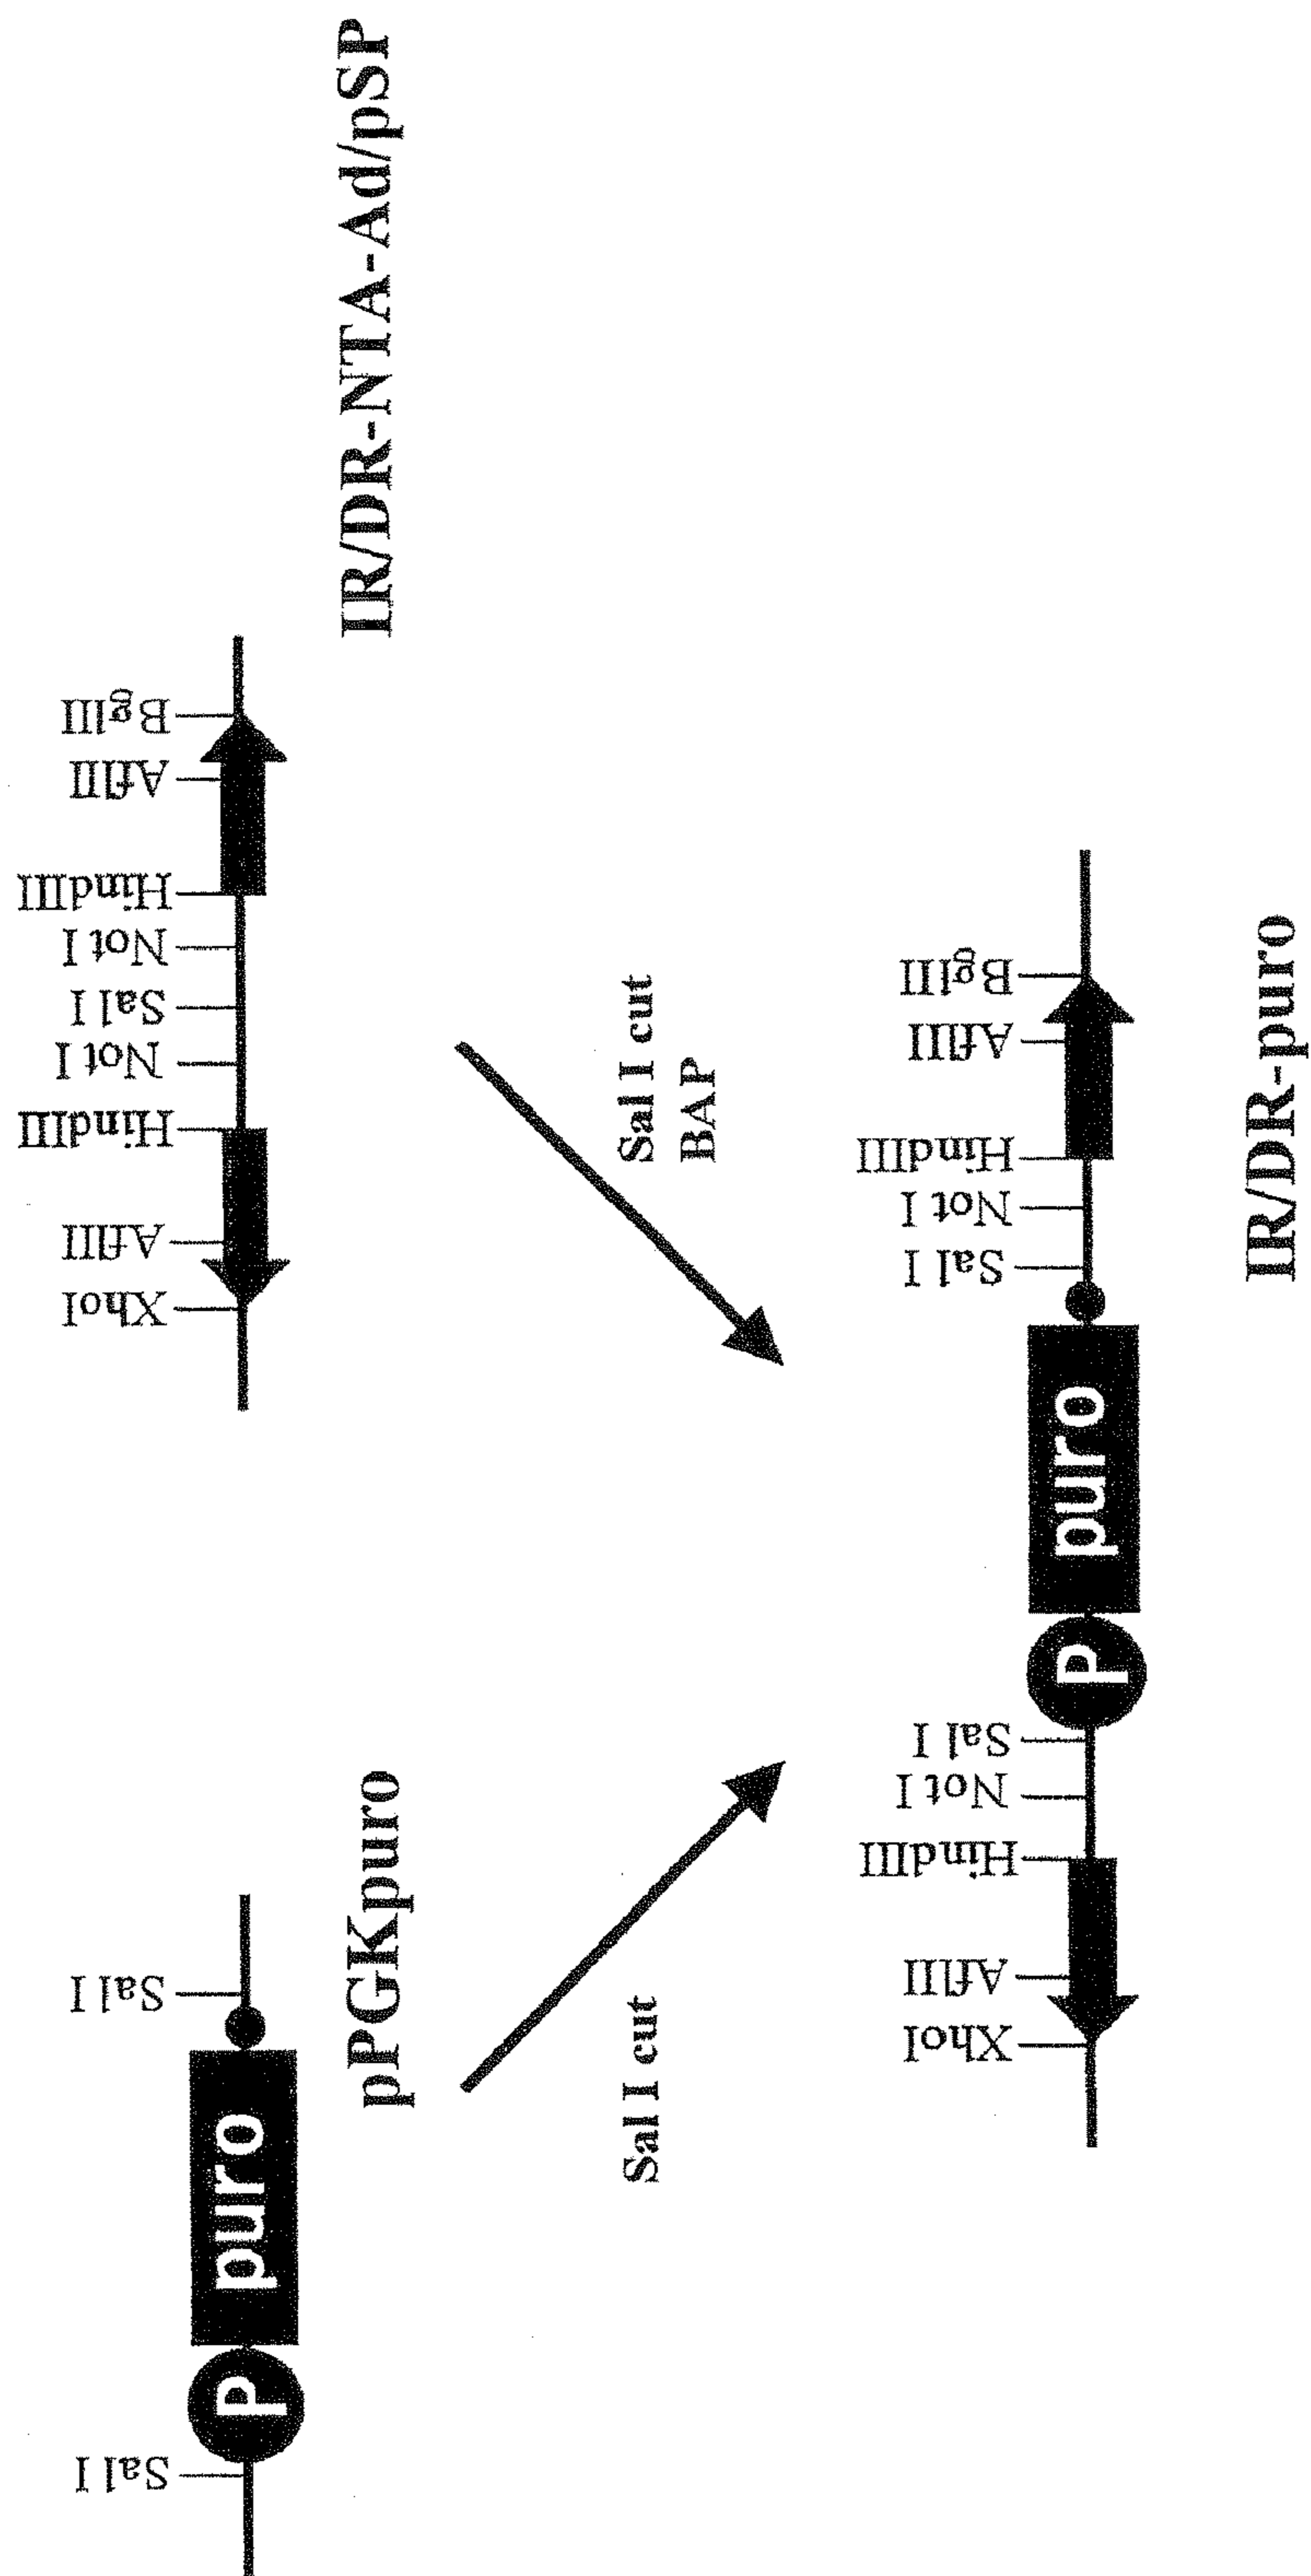 Sal I
P
puro
Sal I
pPGKpuro
XhoI
AflII
HindIII
Not I
Sal I
Not I
HindIII
AflII
BglII
IR/DR-NTA-Ad/pSP
Sal I cut
Sal I cut
BAP
XhoI
AflII
HindIII
Not I
Sal I
P
puro
Sal I
Not I
HindIII
AflII
BglII
IR/DR-puro